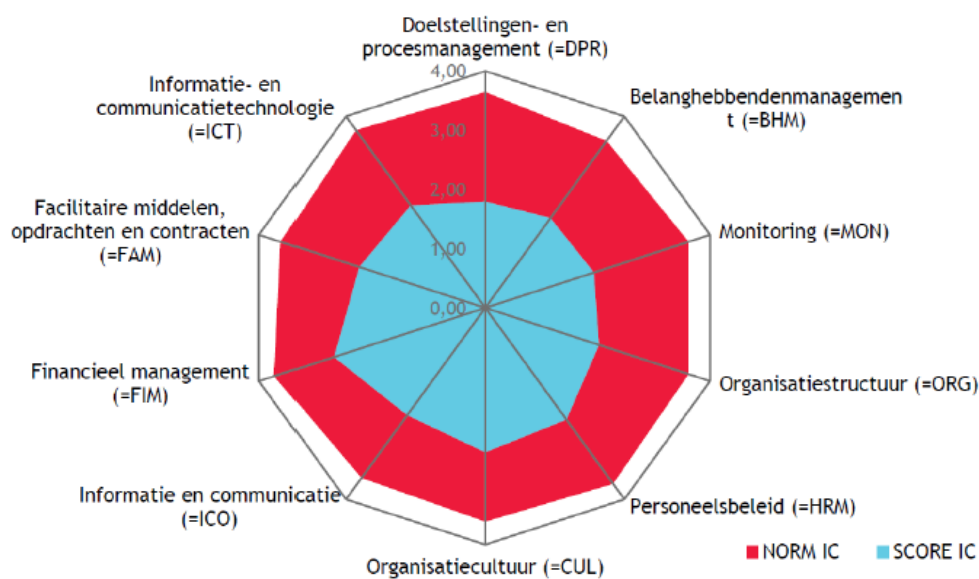 Doelstellingen- en
procesmanagement (=DPR)
Belanghebbendenmanagemen
t (=BHM)
Monitoring (=MON)
Organisatiestructuur (=ORG)
Personeelsbeleid (=HRM)
Organisatiecultuur (=CUL)
Informatie en communicatie
(=ICO)
Financieel management
(=FIM)
Facilitaire middelen,
opdrachten en contracten
(=FAM)
Informatie- en
communicatietechnologie
(=ICT)
4,00
3,00
2,00
1,00
0,00
NORM IC
SCORE IC